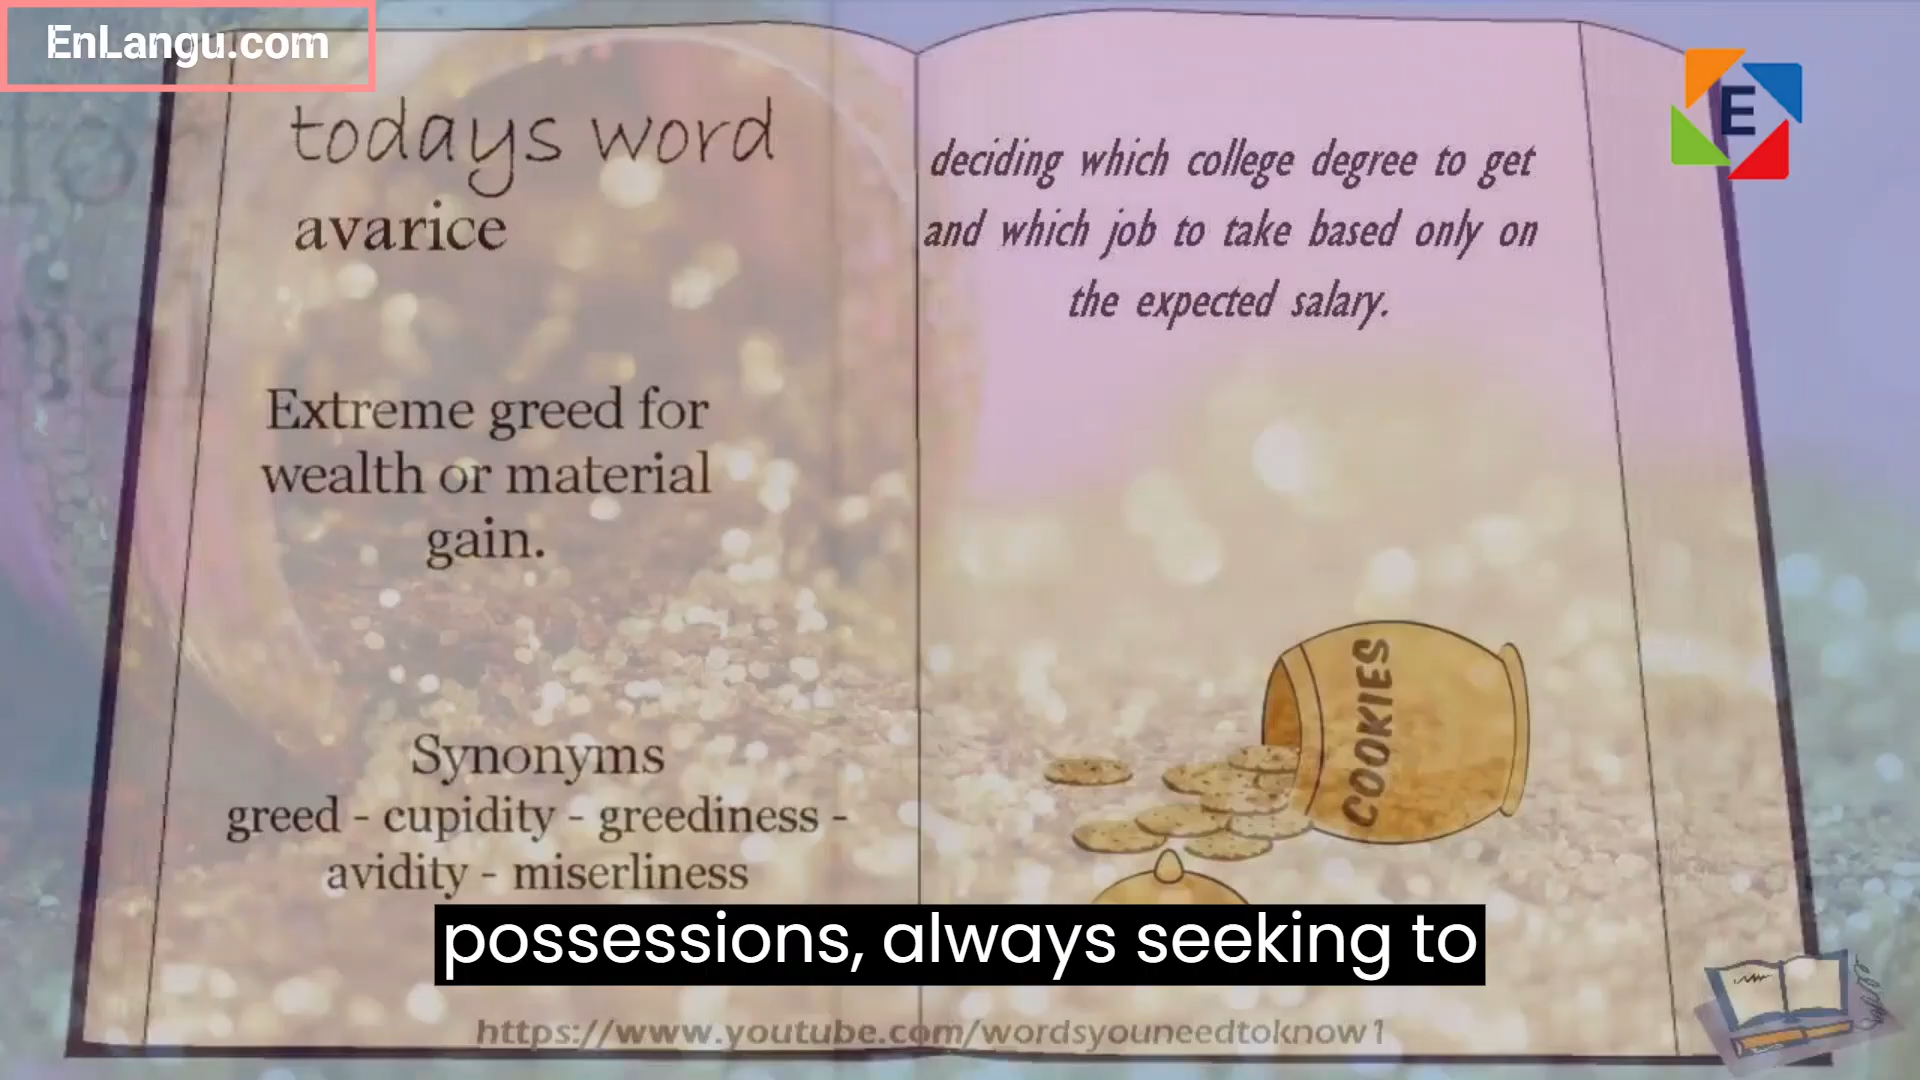 EnLangu.com
E
todays word
avarice
Extreme greed for
wealth or material
gain.
Synonyms
greed - cupidity - greediness -
avidity - miserliness
deciding which college degree to get
and which job to take based only on
the expected salary.
COOKIES
possessions, always seeking to
https://www.youtube.com/wordsyouneedtoknow1